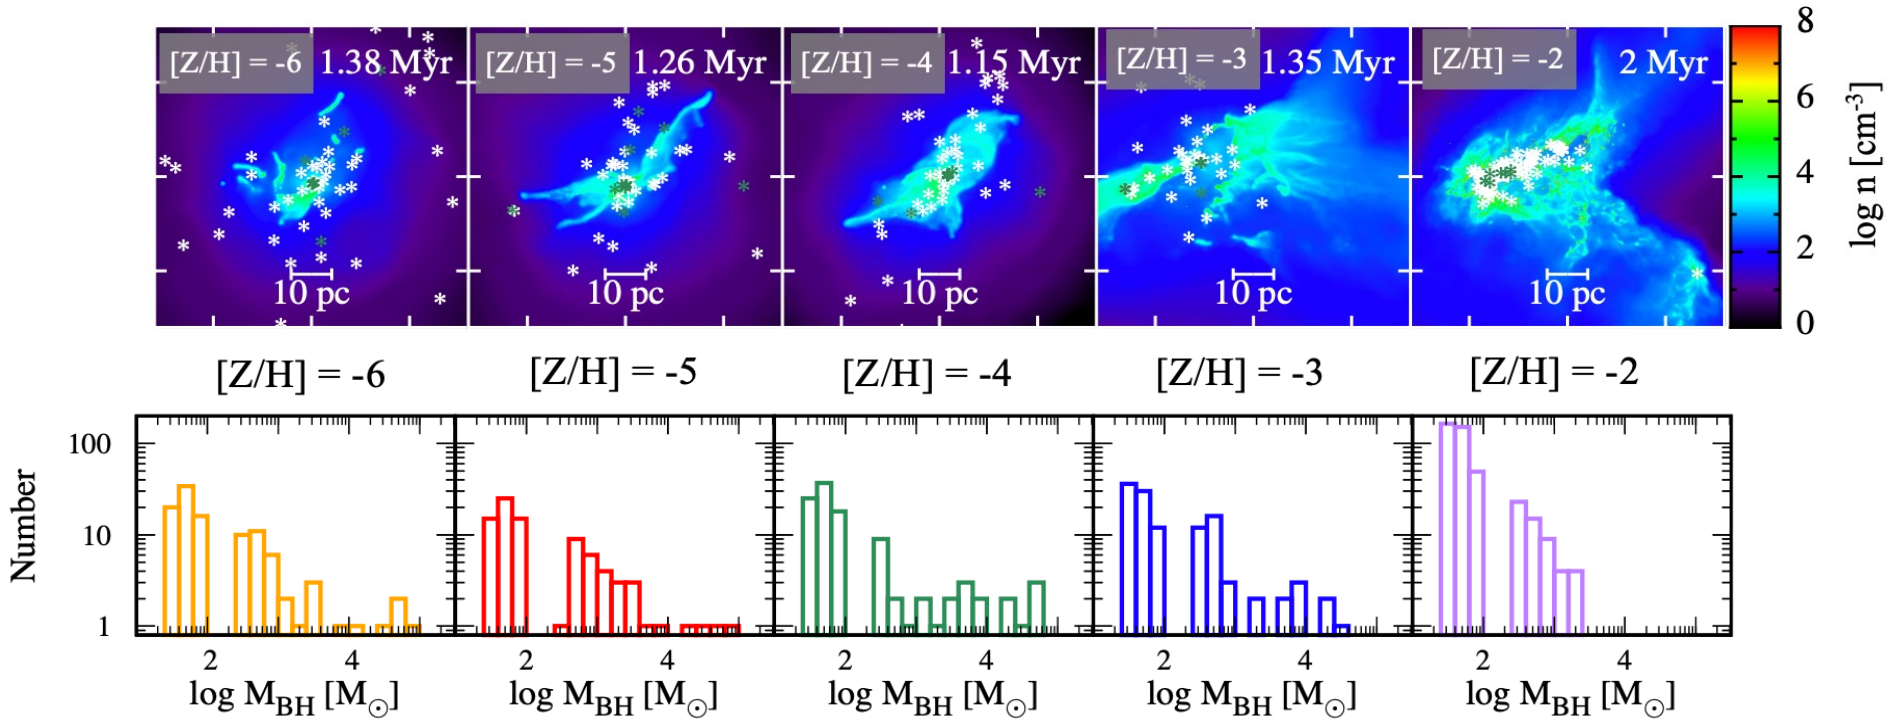 [Z/H] = -6 1.38 Myr [Z/H] = -5 1.26 Myr [Z/H] = -4 1.15 Myr [Z/H] = -3 1.35 Myr [Z/H] = -2 2 Myr
10 pc 10 pc 10 pc 10 pc 10 pc
8
6
4
2
0
log n [cm⁻³]
[Z/H] = -6 [Z/H] = -5 [Z/H] = -4 [Z/H] = -3 [Z/H] = -2
Number
100
10
1
2 4 2 4 2 4 2 4 2 4
log M_BH [M_⊙] log M_BH [M_⊙] log M_BH [M_⊙] log M_BH [M_⊙] log M_BH [M_⊙]